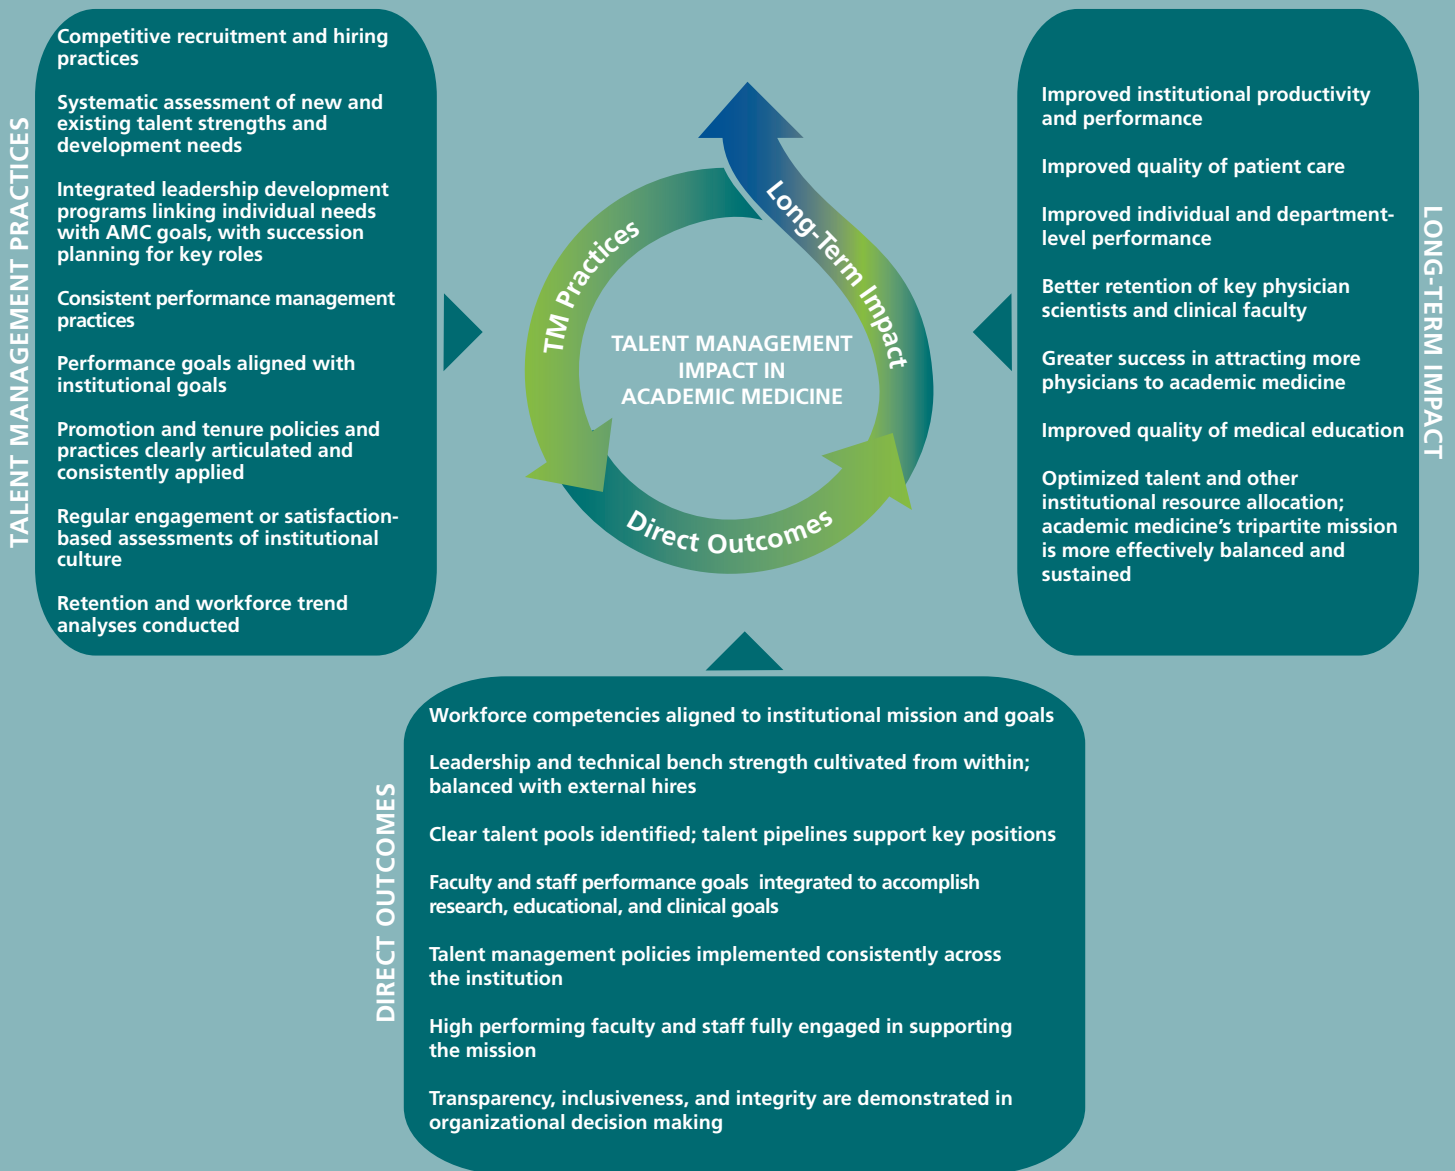 TALENT MANAGEMENT PRACTICES
Competitive recruitment and hiring
practices
Systematic assessment of new and
existing talent strengths and
development needs
Integrated leadership development
programs linking individual needs
with AMC goals, with succession
planning for key roles
Consistent performance management
practices
Performance goals aligned with
institutional goals
Promotion and tenure policies and
practices clearly articulated and
consistently applied
Regular engagement or satisfaction-
based assessments of institutional
culture
Retention and workforce trend
analyses conducted
TM Practices
Long-Term Impact
Direct Outcomes
TALENT MANAGEMENT
IMPACT IN
ACADEMIC MEDICINE
LONG-TERM IMPACT
Improved institutional productivity
and performance
Improved quality of patient care
Improved individual and department-
level performance
Better retention of key physician
scientists and clinical faculty
Greater success in attracting more
physicians to academic medicine
Improved quality of medical education
Optimized talent and other
institutional resource allocation;
academic medicine's tripartite mission
is more effectively balanced and
sustained
DIRECT OUTCOMES
Workforce competencies aligned to institutional mission and goals
Leadership and technical bench strength cultivated from within;
balanced with external hires
Clear talent pools identified; talent pipelines support key positions
Faculty and staff performance goals integrated to accomplish
research, educational, and clinical goals
Talent management policies implemented consistently across
the institution
High performing faculty and staff fully engaged in supporting
the mission
Transparency, inclusiveness, and integrity are demonstrated in
organizational decision making